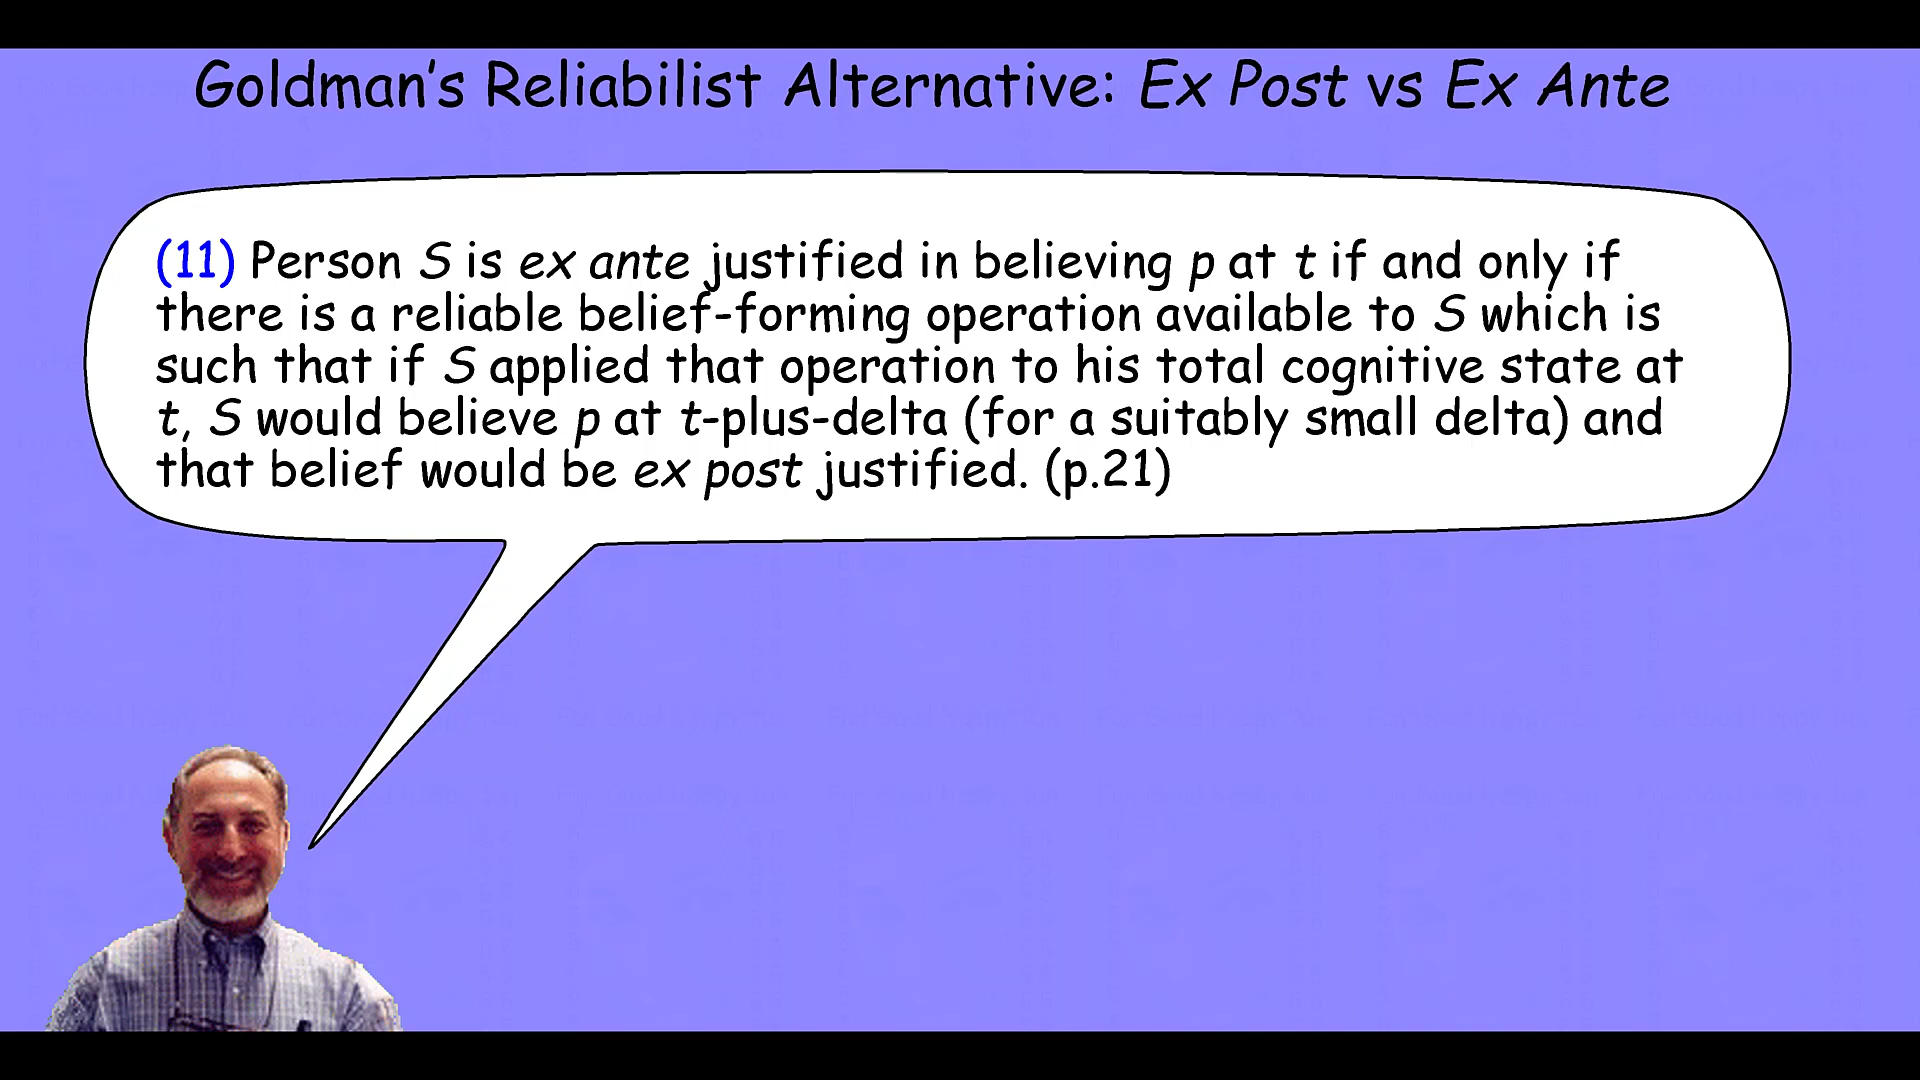 Goldman's Reliabilist Alternative: Ex Post vs Ex Ante
(11) Person S is ex ante justified in believing p at t if and only if
there is a reliable belief-forming operation available to S which is
such that if S applied that operation to his total cognitive state at
t, S would believe p at t-plus-delta (for a suitably small delta) and
that belief would be ex post justified. (p.21)